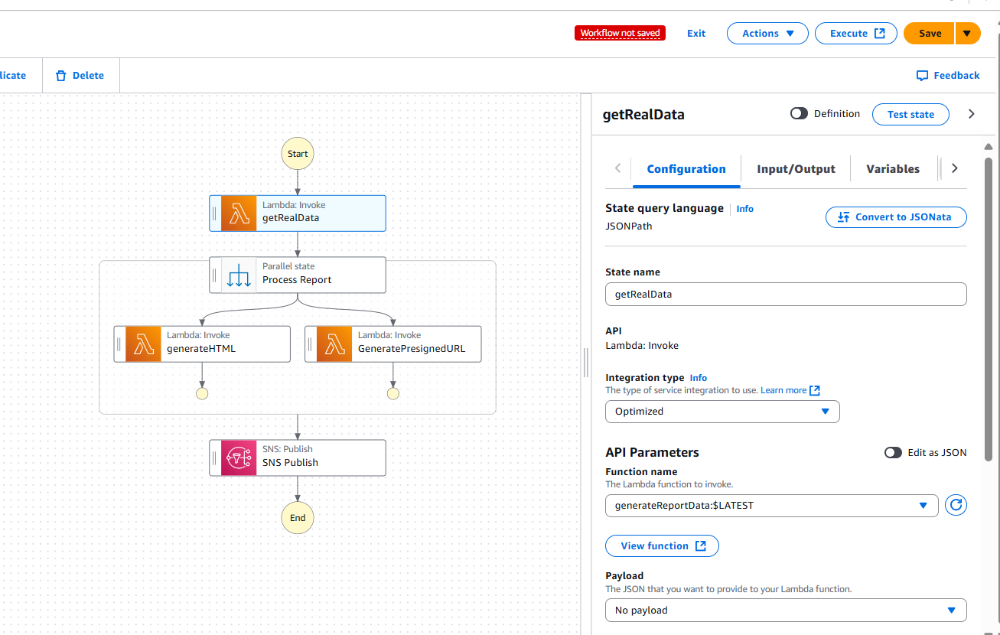 Workflow not saved Exit Actions Execute Save
licate Delete Feedback
getRealData Definition Test state
Start
Lambda: Invoke
getRealData
Parallel state
Process Report
Lambda: Invoke
generateHTML
Lambda: Invoke
GeneratePresignedURL
SNS: Publish
SNS Publish
End
Configuration Input/Output Variables
State query language Info
JSONPath
Convert to JSONata
State name
getRealData
API
Lambda: Invoke
Integration type Info
The type of service integration to use. Learn more
Optimized
API Parameters Edit as JSON
Function name
The Lambda function to invoke.
generateReportData:$LATEST
View function
Payload
The JSON that you want to provide to your Lambda function.
No payload